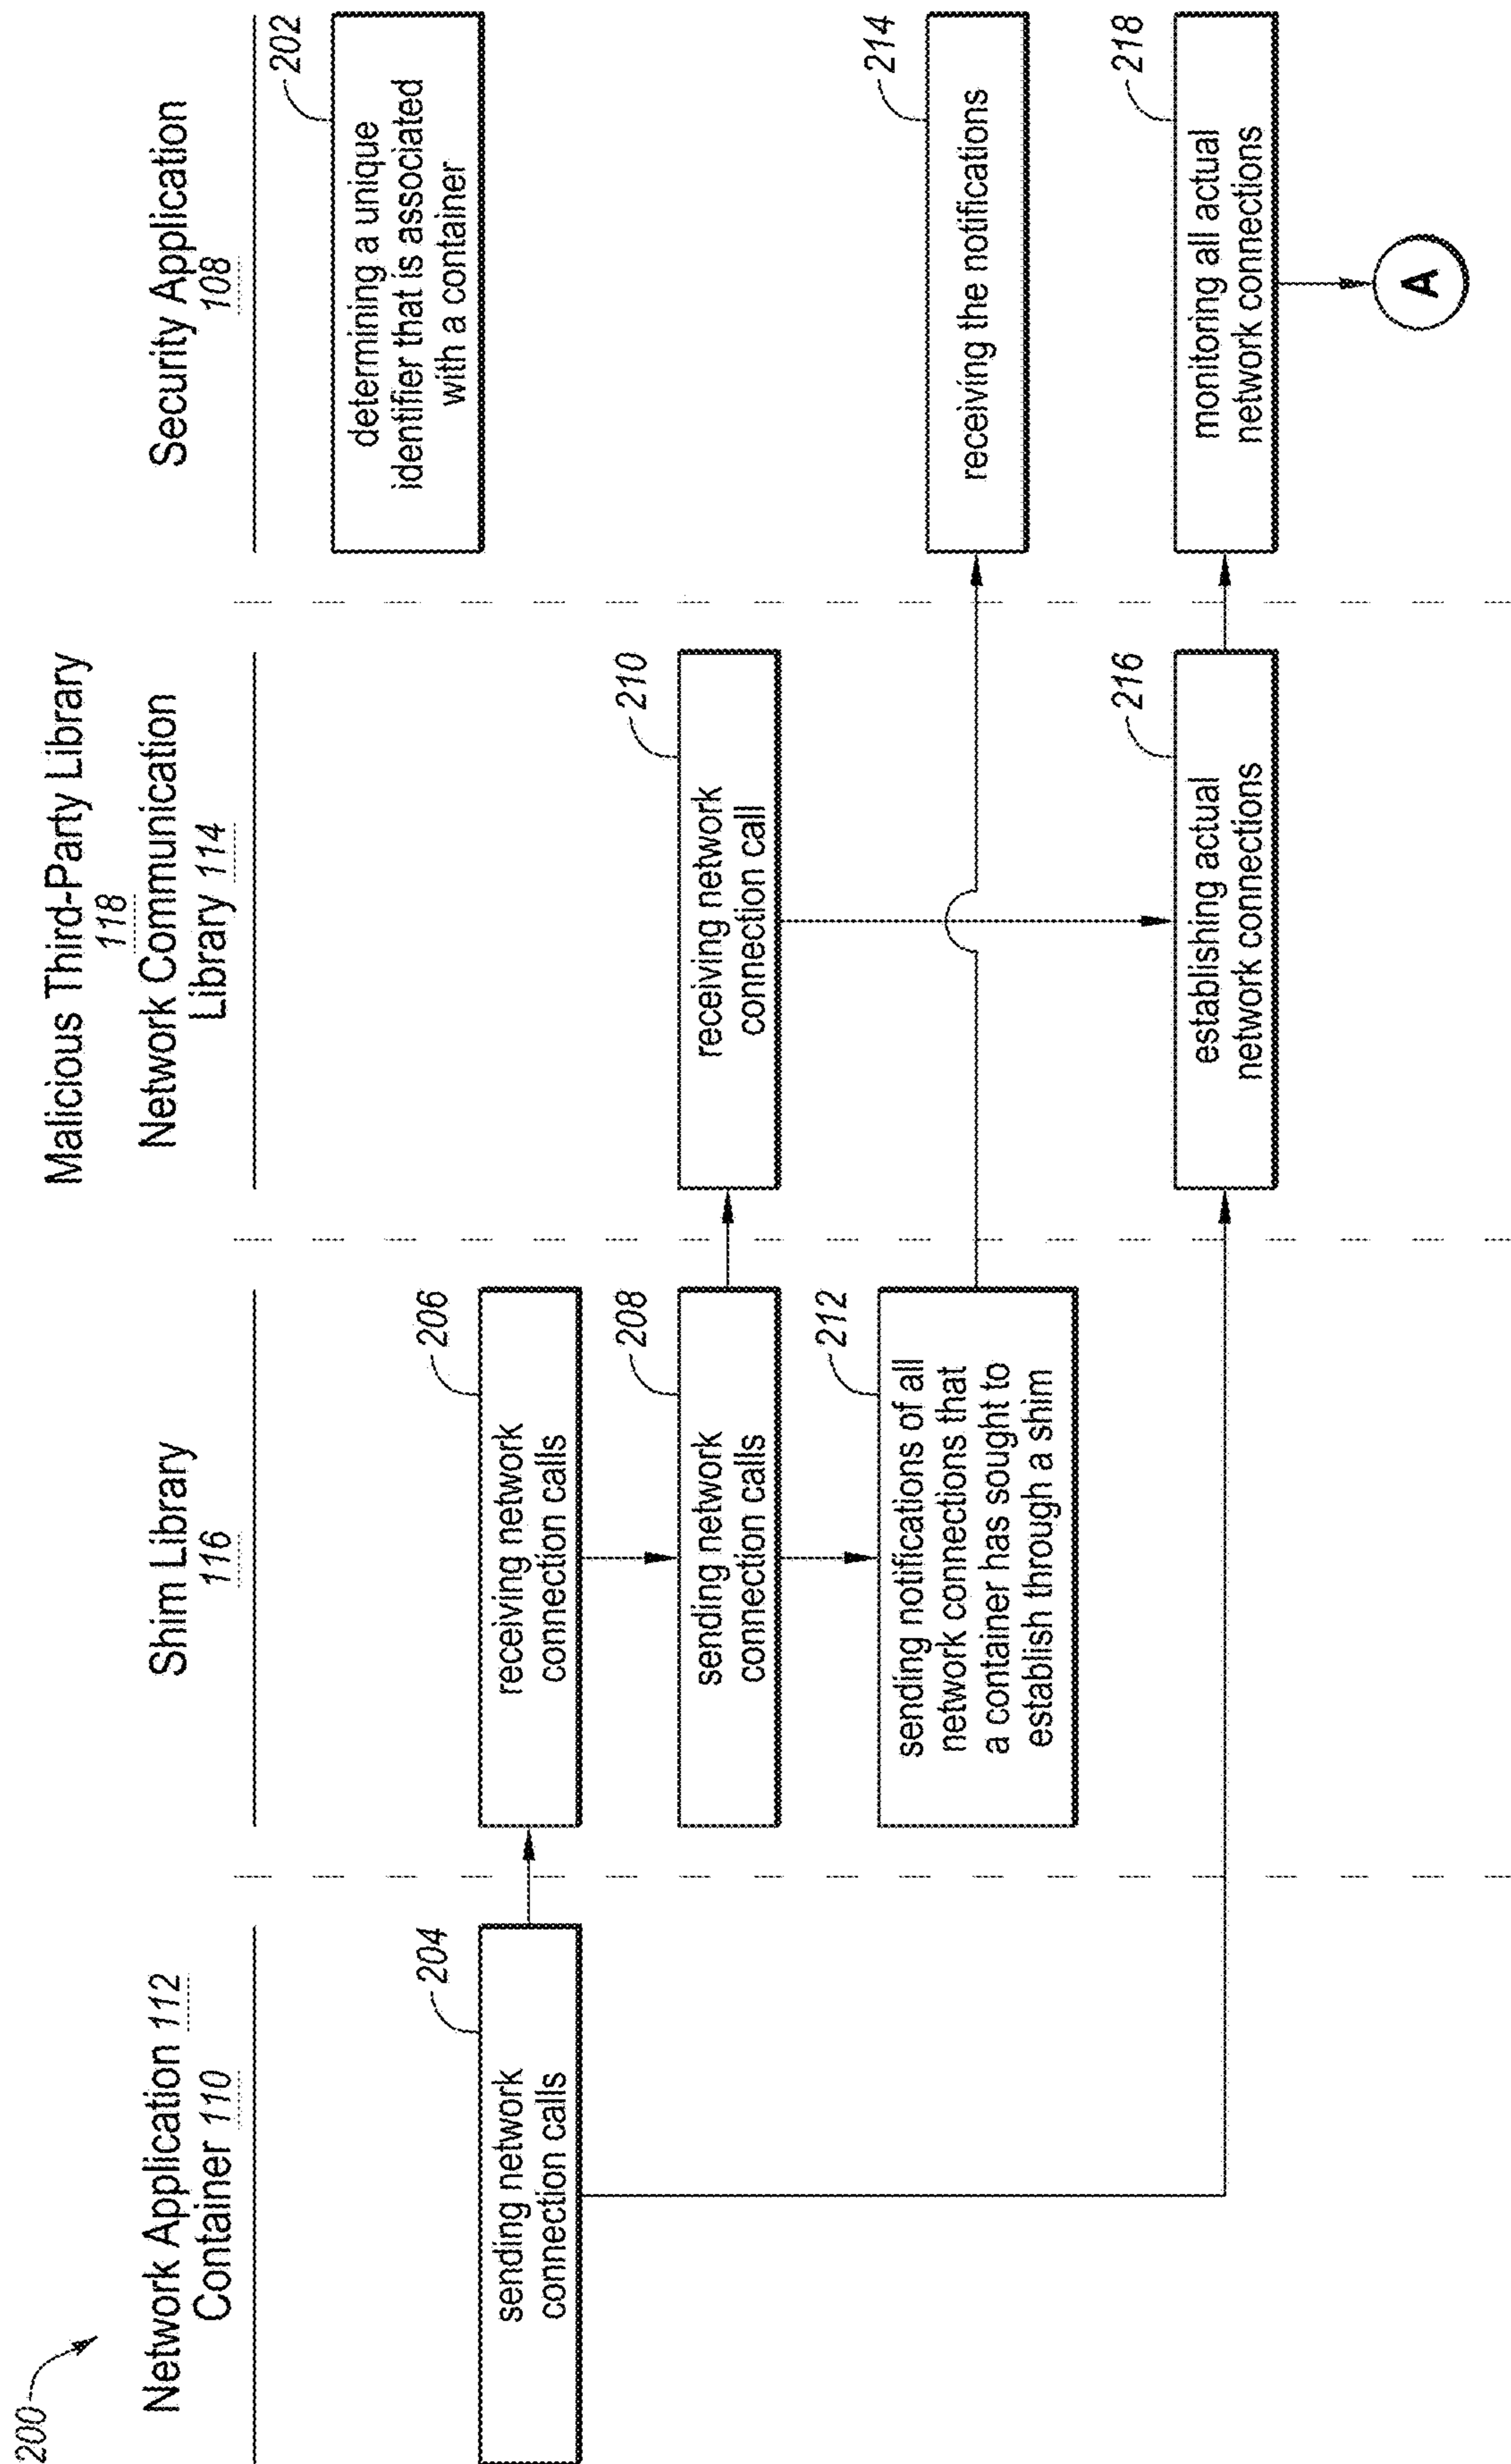 200
Network Application 112
Container 110
Shim Library
116
Malicious Third-Party Library
118
Network Communication
Library 114
Security Application
108
202
determining a unique
identifier that is associated
with a container
204
sending network
connection calls
206
receiving network
connection calls
208
sending network
connection calls
210
receiving network
connection call
212
sending notifications of all
network connections that
a container has sought to
establish through a shim
214
receiving the notifications
216
establishing actual
network connections
218
monitoring all actual
network connections
A